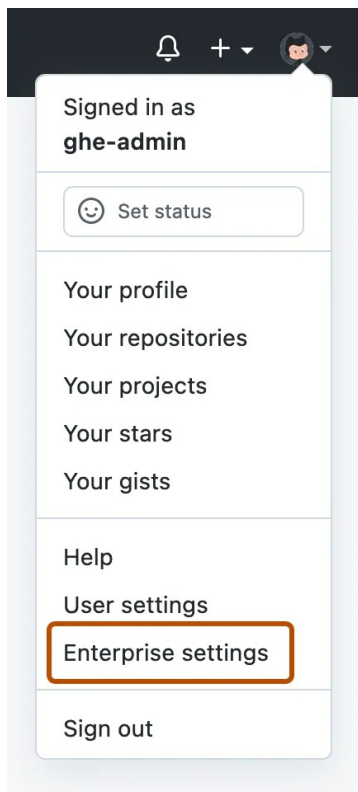 Signed in as
ghe-admin
Set status
Your profile
Your repositories
Your projects
Your stars
Your gists
Help
User settings
Enterprise settings
Sign out